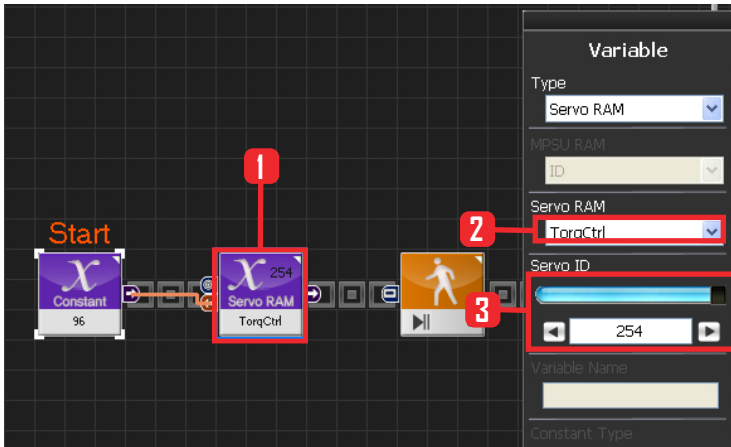 Start
Constant
96
1
254
Servo RAM
TorqCtrl
Variable
Type
Servo RAM
MPSU RAM
ID
Servo RAM
2
TorqCtrl
Servo ID
3
254
Variable Name
Constant Type